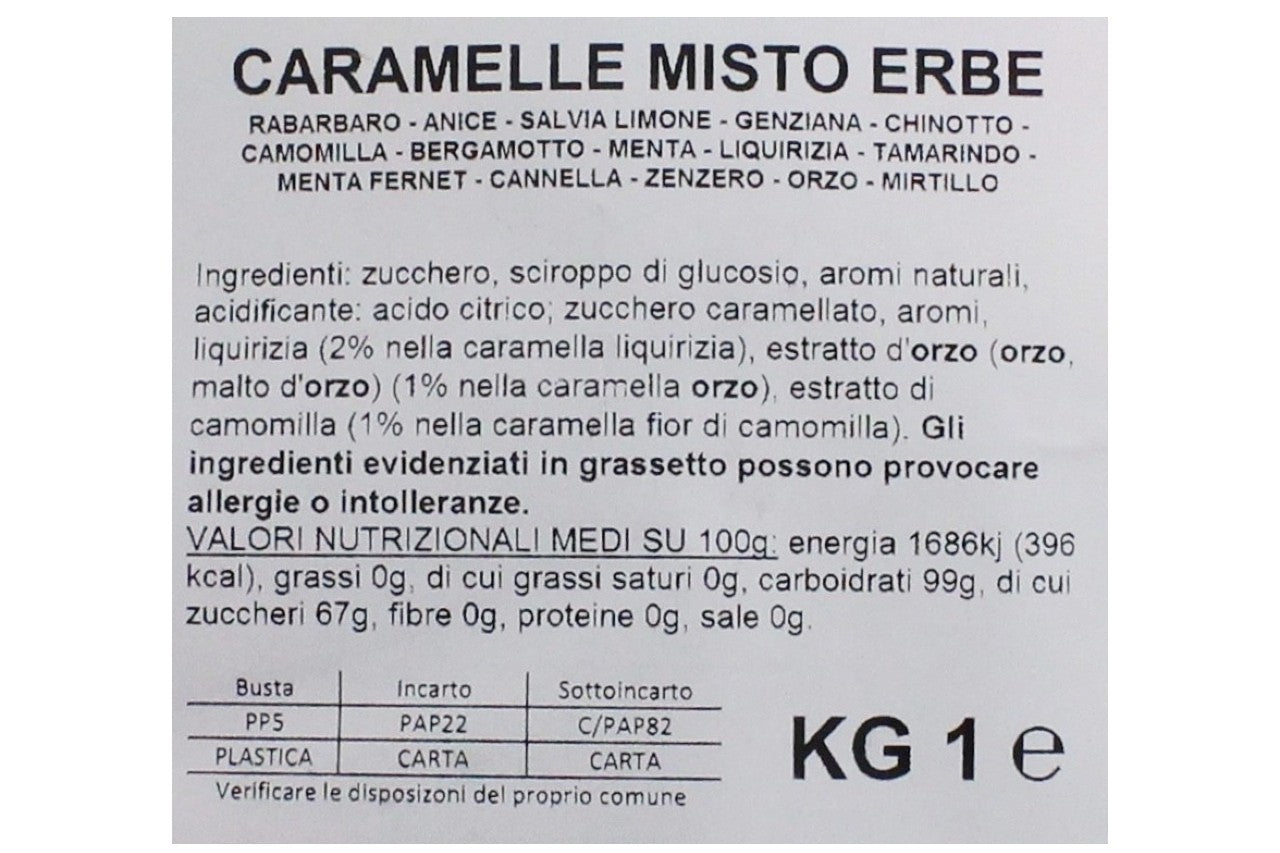 CARAMELLE MISTO ERBE
RABARBARO - ANICE - SALVIA LIMONE - GENZIANA - CHINOTTO -
CAMOMILLA - BERGAMOTTO - MENTA - LIQUIRIZIA - TAMARINDO -
MENTA FERNET - CANNELLA - ZENZERO - ORZO - MIRTILLO
Ingredienti: zucchero, sciroppo di glucosio, aromi naturali,
acidificante: acido citrico; zucchero caramellato, aromi,
liquirizia (2% nella caramella liquirizia), estratto d'orzo (orzo,
malto d'orzo) (1% nella caramella orzo), estratto di
camomilla (1% nella caramella fior di camomilla). Gli
ingredienti evidenziati in grassetto possono provocare
allergie o intolleranze.
VALORI NUTRIZIONALI MEDI SU 100g: energia 1686kj (396
kcal), grassi 0g, di cui grassi saturi 0g, carboidrati 99g, di cui
zuccheri 67g, fibre 0g, proteine 0g, sale 0g.
Busta Incarto Sottoincarto
PP5 PAP22 C/PAP82
PLASTICA CARTA CARTA
Verificare le disposizoni del proprio comune
KG 1 e